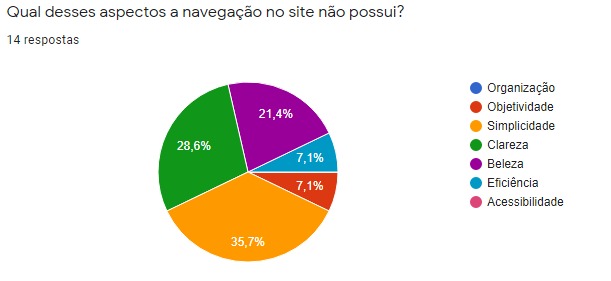 Qual desses aspectos a navegação no site não possui?
14 respostas
21,4%
28,6%
7,1%
7,1%
35,7%
Organização
Objetividade
Simplicidade
Clareza
Beleza
Eficiência
Acessibilidade